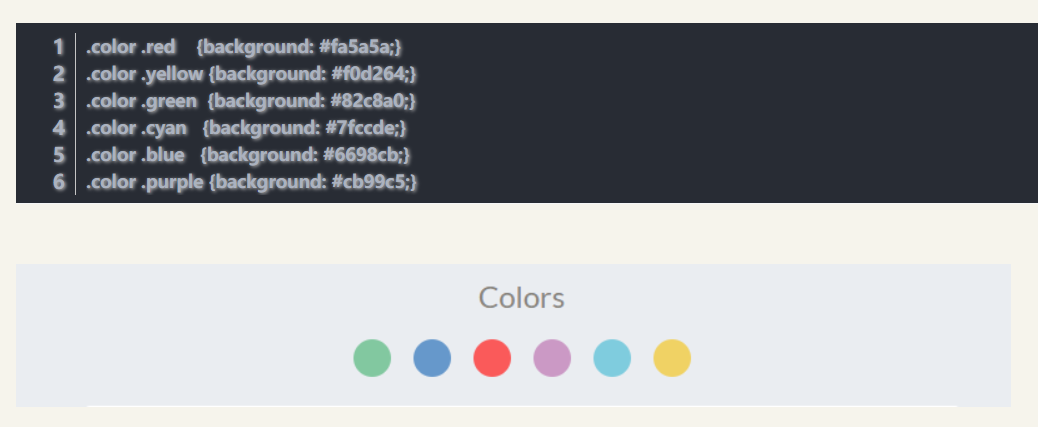 1 .color .red    {background: #fa5a5a;}
2 .color .yellow {background: #f0d264;}
3 .color .green  {background: #82c8a0;}
4 .color .cyan   {background: #7fccde;}
5 .color .blue   {background: #6698cb;}
6 .color .purple {background: #cb99c5;}
Colors